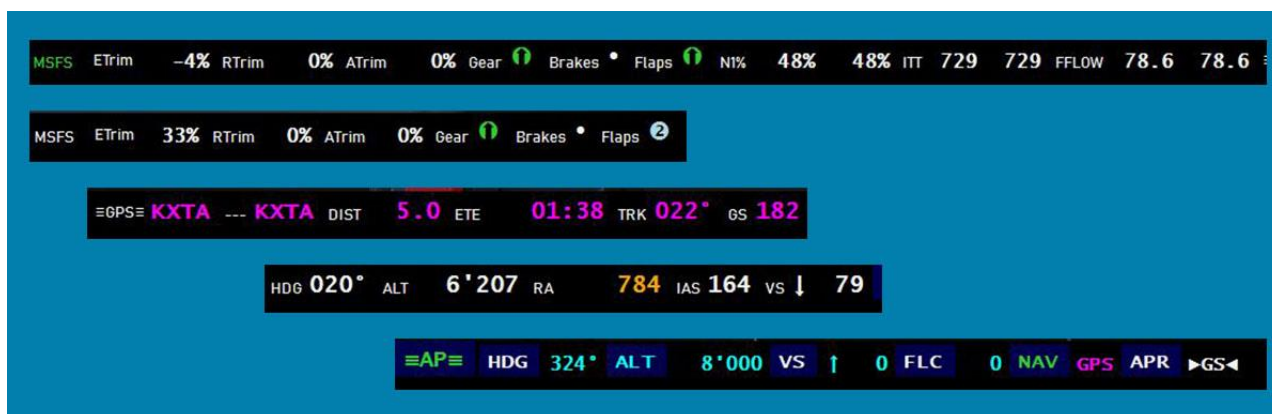 MSFS ETrim -4% RTrim 0% ATrim 0% Gear Brakes Flaps N1% 48% 48% ITT 729 729 FFLOW 78.6 78.6
MSFS ETrim 33% RTrim 0% ATrim 0% Gear Brakes Flaps 2
≡GPS≡ KXTA --- KXTA DIST 5.0 ETE 01:38 TRK 022° GS 182
HDG 020° ALT 6'207 RA 784 IAS 164 VS ↓ 79
≡AP≡ HDG 324° ALT 8'000 VS ↑ 0 FLC 0 NAV GPS APR ►GS◄